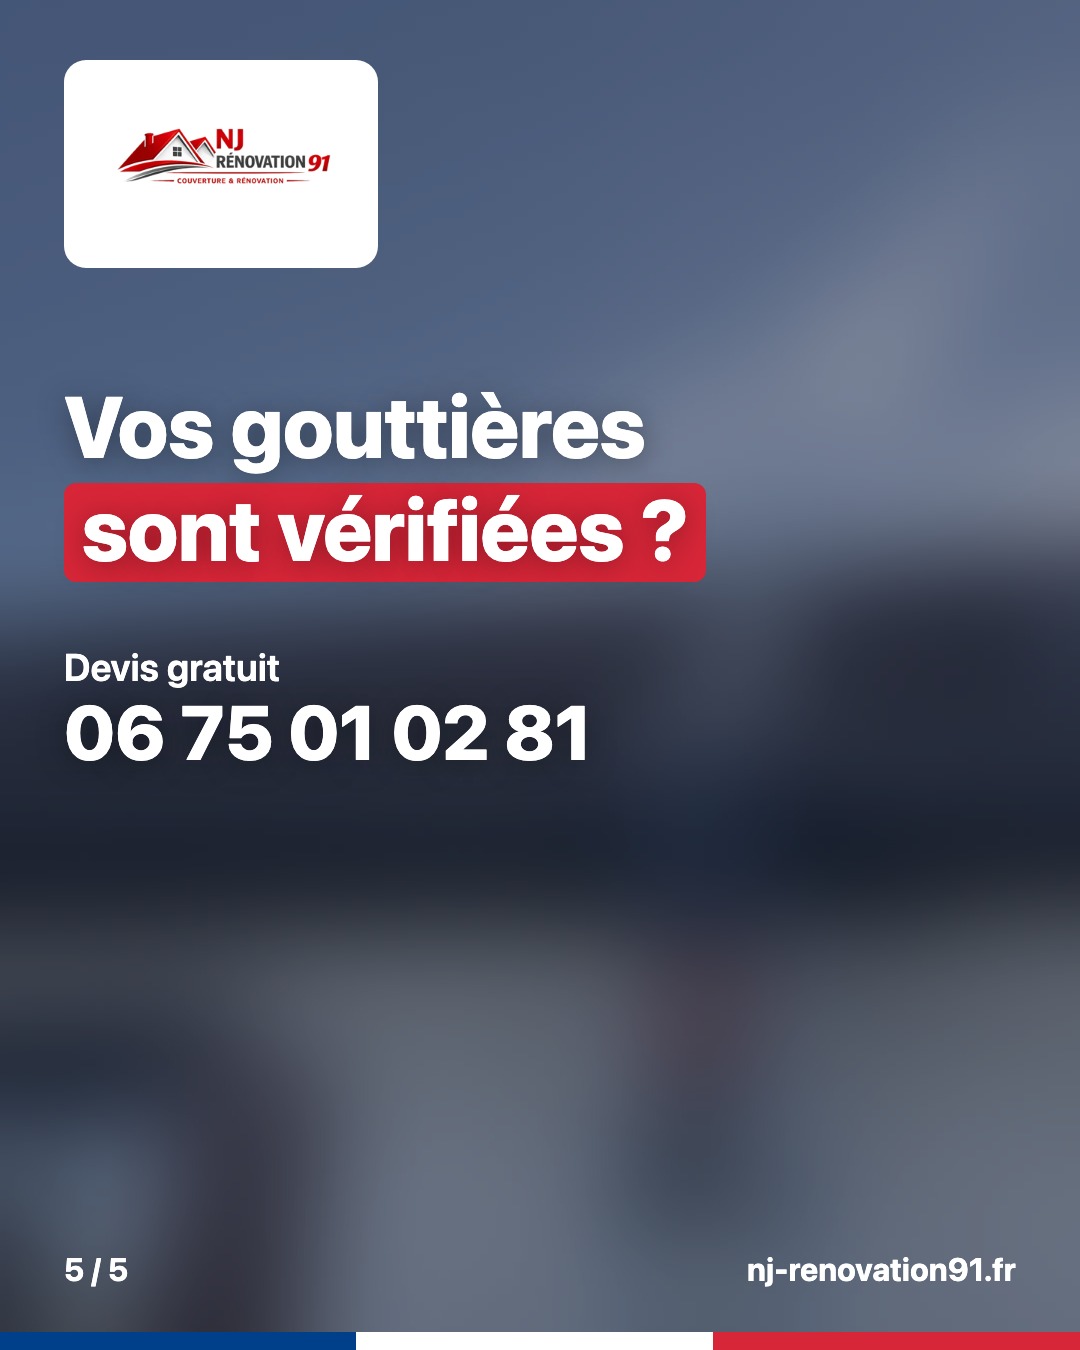 NJ
RÉNOVATION 91
COUVERTURE & RÉNOVATION
Vos gouttières
sont vérifiées ?
Devis gratuit
06 75 01 02 81
5 / 5
nj-renovation91.fr